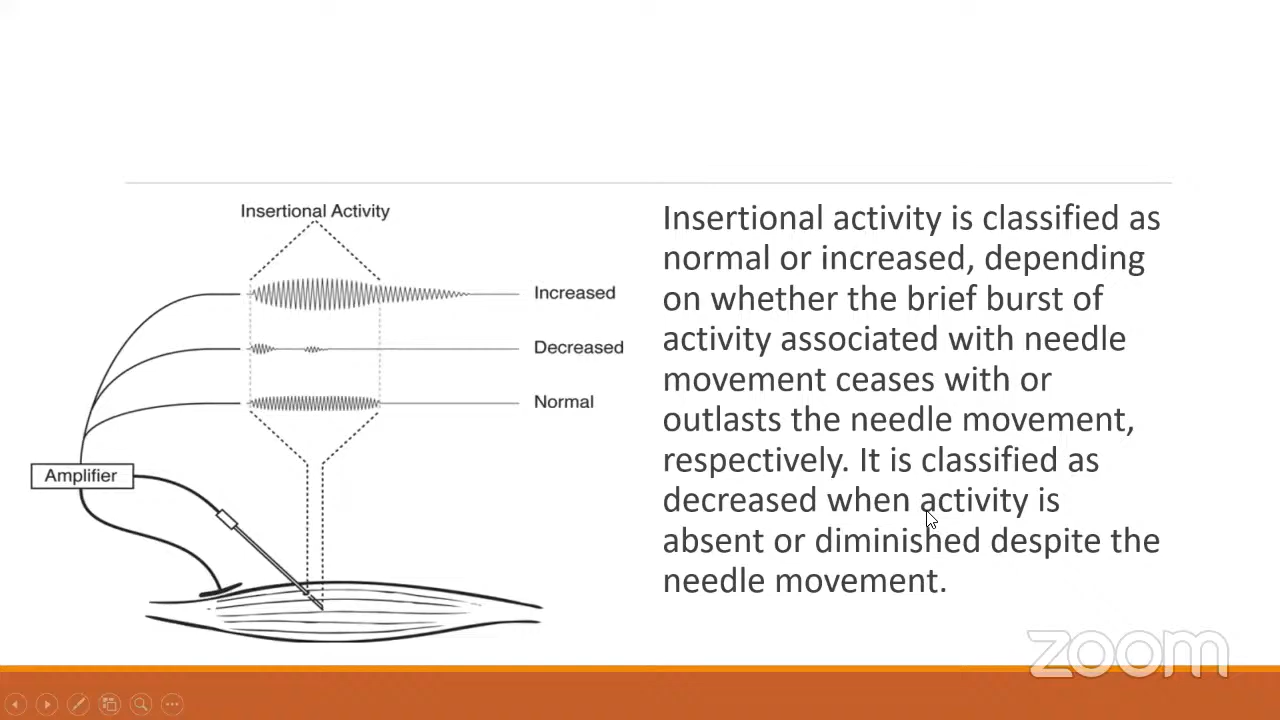 Insertional Activity
Increased
Decreased
Normal
Amplifier
Insertional activity is classified as
normal or increased, depending
on whether the brief burst of
activity associated with needle
movement ceases with or
outlasts the needle movement,
respectively. It is classified as
decreased when activity is
absent or diminished despite the
needle movement.
zoom